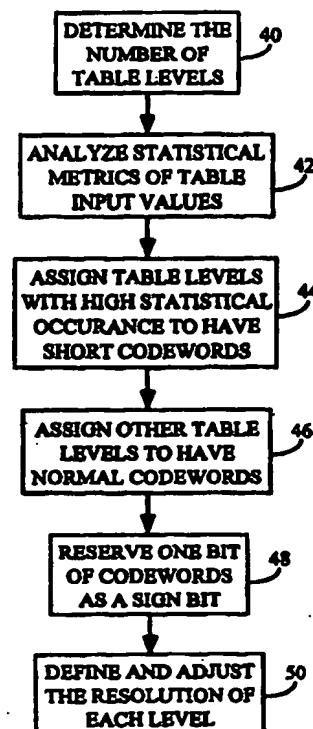 DETERMINE THE
NUMBER OF
TABLE LEVELS
40
ANALYZE STATISTICAL
METRICS OF TABLE
INPUT VALUES
42
ASSIGN TABLE LEVELS
WITH HIGH STATISTICAL
OCCURANCE TO HAVE
SHORT CODEWORDS
44
ASSIGN OTHER TABLE
LEVELS TO HAVE
NORMAL CODEWORDS
46
RESERVE ONE BIT
OF CODEWORDS
AS A SIGN BIT
48
DEFINE AND ADJUST
THE RESOLUTION OF
EACH LEVEL
50